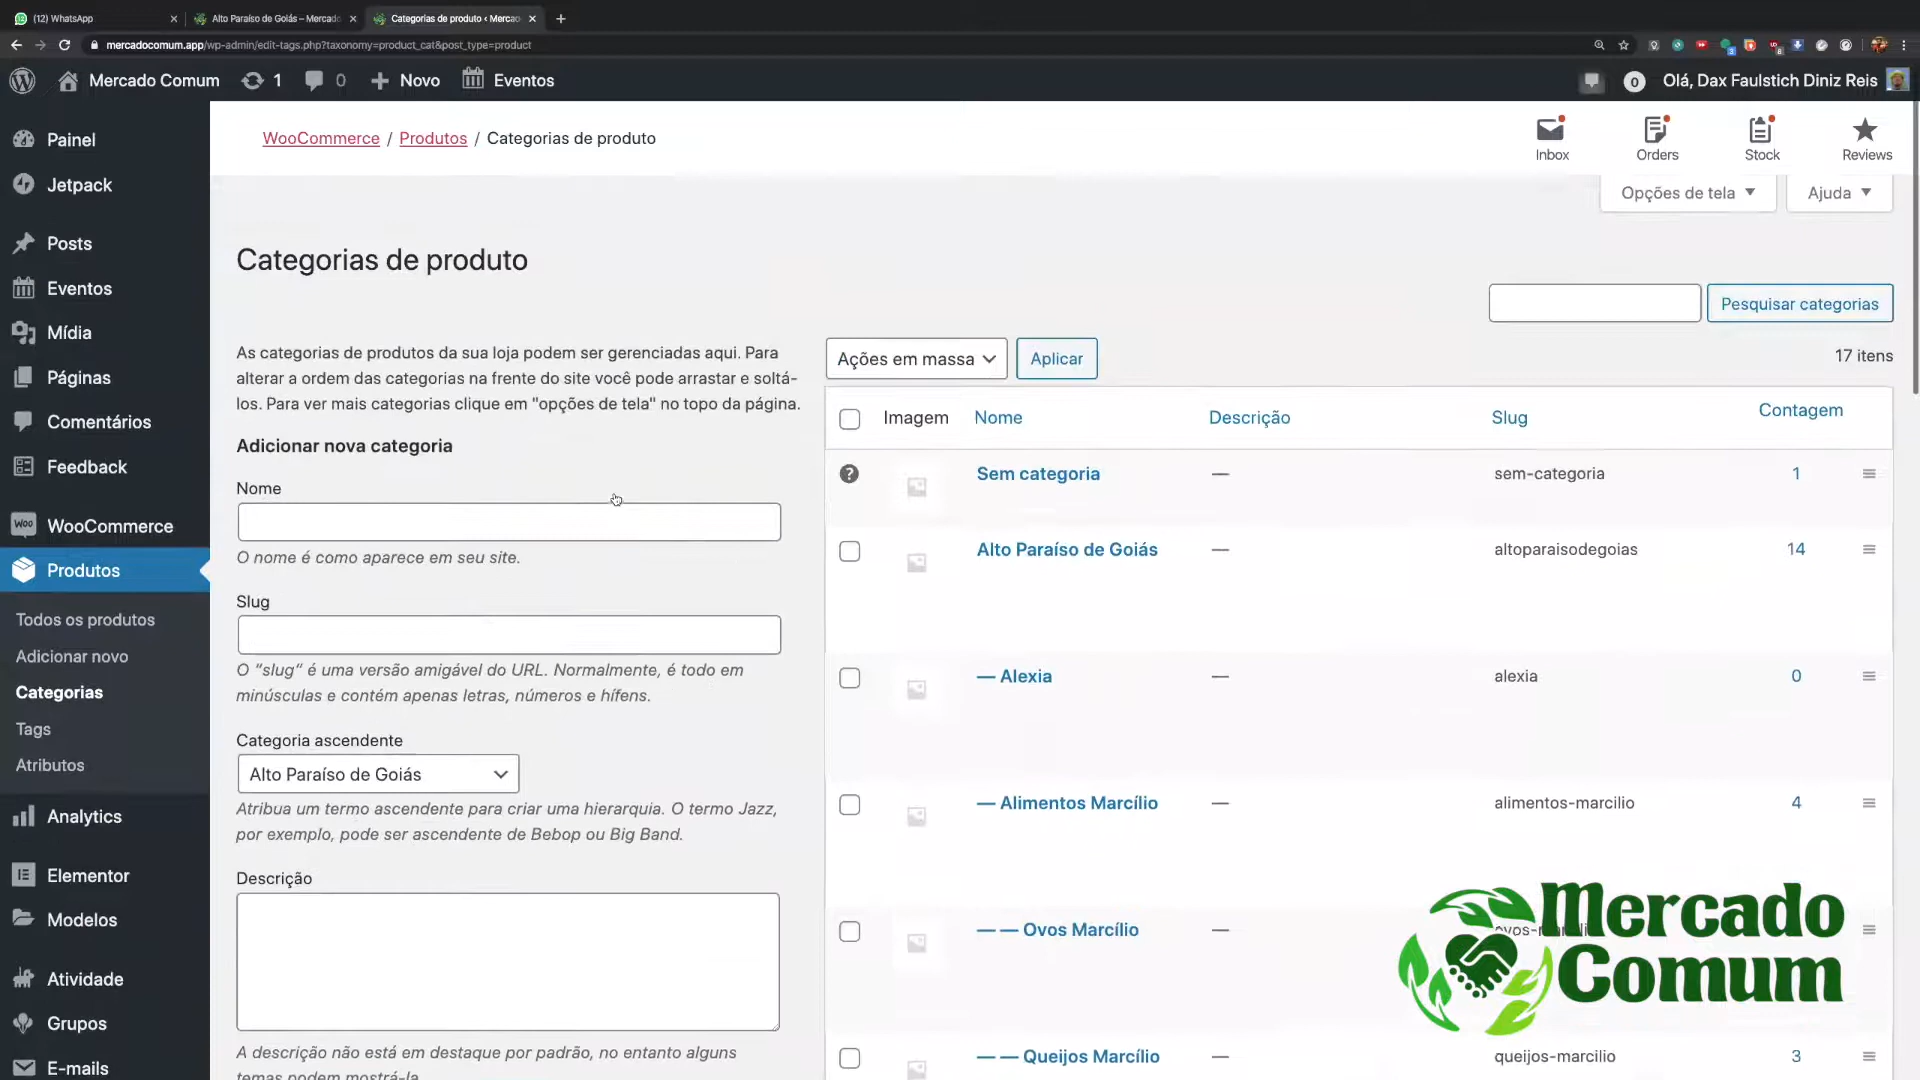 (12) WhatsApp
Alto Paraíso de Goiás – Mercado
Categorias de produto ‹ Mercac
mercadocomum.app/wp-admin/edit-tags.php?taxonomy=product_cat&post_type=product
Mercado Comum
1
0
Novo
Eventos
0
Olá, Dax Faulstich Diniz Reis
Painel
Jetpack
Posts
Eventos
Mídia
Páginas
Comentários
Feedback
WooCommerce
Produtos
Todos os produtos
Adicionar novo
Categorias
Tags
Atributos
Analytics
Elementor
Modelos
Atividade
Grupos
E-mails
WooCommerce / Produtos / Categorias de produto
Inbox
Orders
Stock
Reviews
Opções de tela
Ajuda
Categorias de produto
Pesquisar categorias
As categorias de produtos da sua loja podem ser gerenciadas aqui. Para
alterar a ordem das categorias na frente do site você pode arrastar e soltá-
los. Para ver mais categorias clique em "opções de tela" no topo da página.
Adicionar nova categoria
Nome
O nome é como aparece em seu site.
Slug
O “slug” é uma versão amigável do URL. Normalmente, é todo em
minúsculas e contém apenas letras, números e hífens.
Categoria ascendente
Alto Paraíso de Goiás
Atribua um termo ascendente para criar uma hierarquia. O termo Jazz,
por exemplo, pode ser ascendente de Bebop ou Big Band.
Descrição
A descrição não está em destaque por padrão, no entanto alguns
temas podem mostrá-la.
Ações em massa
Aplicar
17 itens
Imagem Nome Descrição Slug Contagem
Sem categoria — sem-categoria 1
Alto Paraíso de Goiás — altoparaisodegoias 14
— Alexia — alexia 0
— Alimentos Marcílio — alimentos-marcilio 4
— — Ovos Marcílio —
— — Queijos Marcílio — queijos-marcilio 3
Mercado
Comum